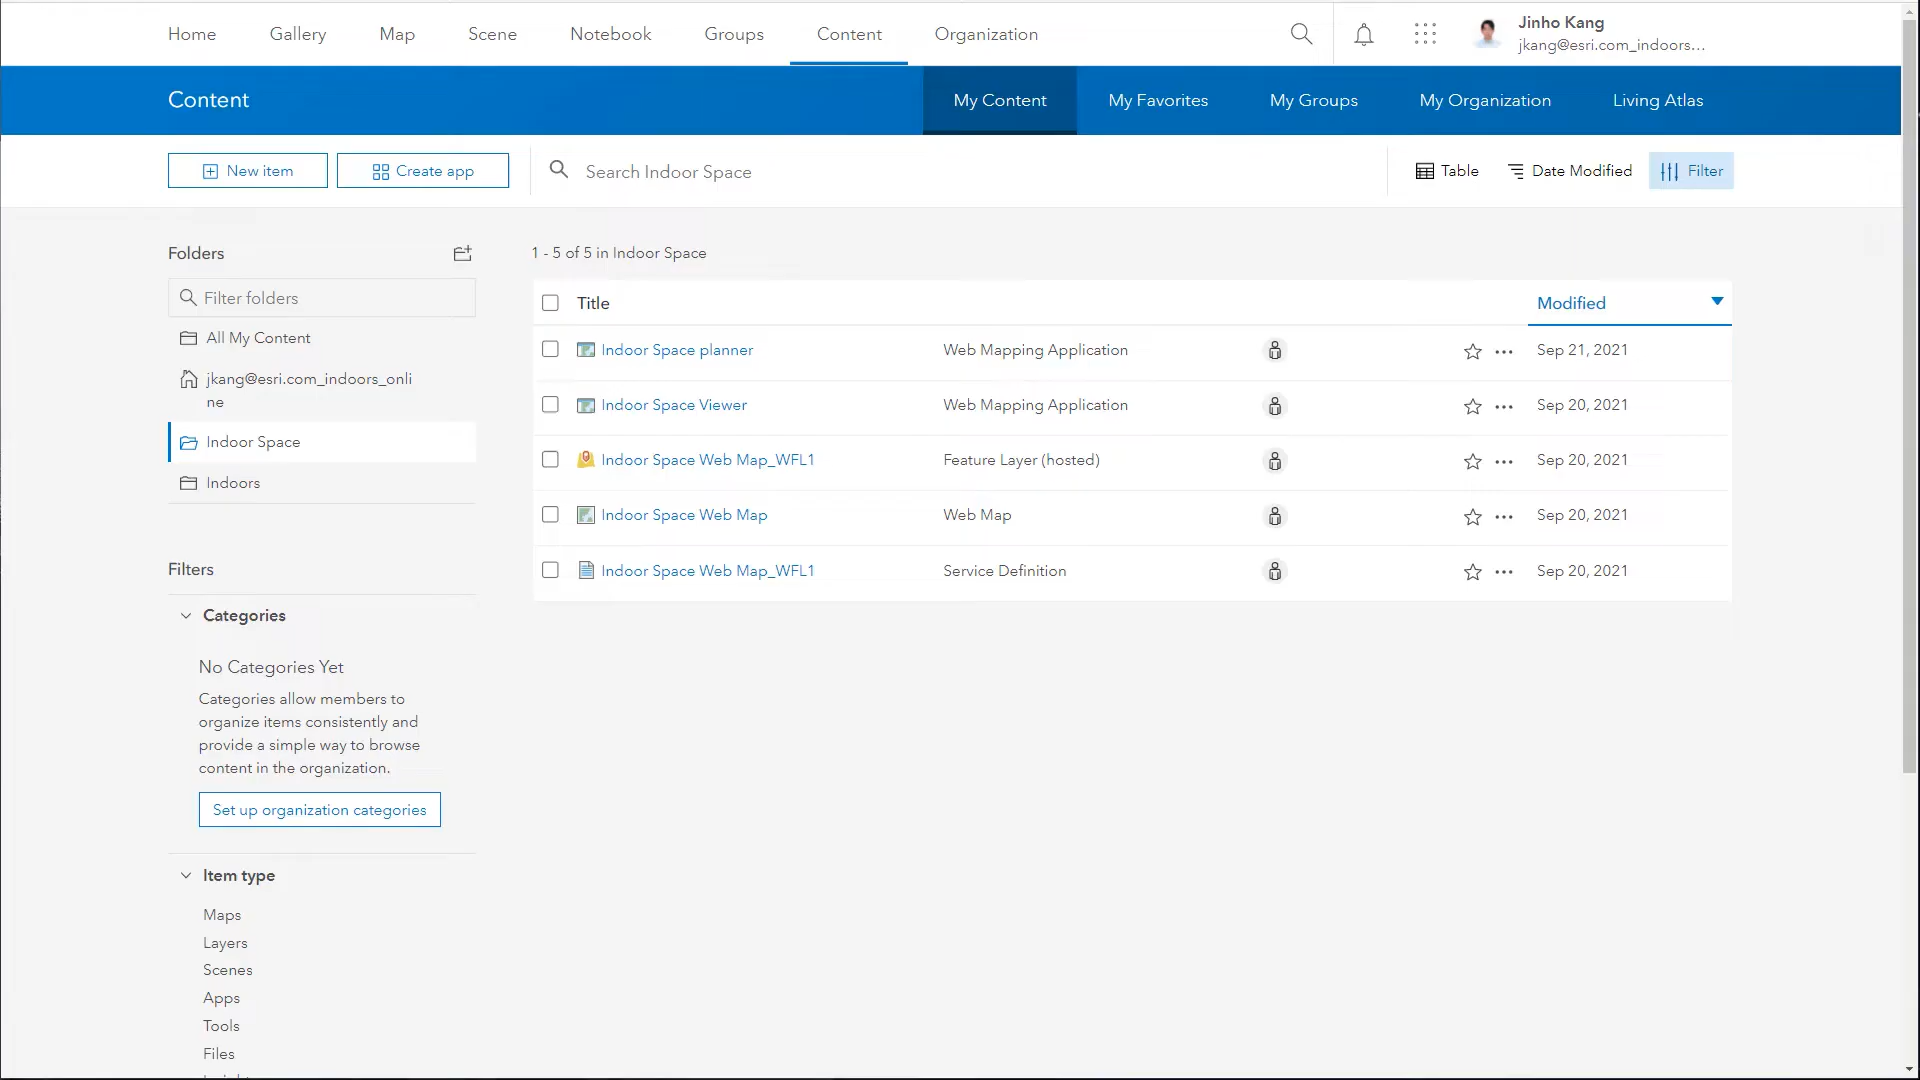 Home Gallery Map Scene Notebook Groups Content Organization
Jinho Kang
jkang@esri.com_indoors...
Content My Content My Favorites My Groups My Organization Living Atlas
New item Create app Search Indoor Space Table Date Modified Filter
Folders
Filter folders
All My Content
jkang@esri.com_indoors_onli
ne
Indoor Space
Indoors
Filters
Categories
No Categories Yet
Categories allow members to
organize items consistently and
provide a simple way to browse
content in the organization.
Set up organization categories
Item type
Maps
Layers
Scenes
Apps
Tools
Files
1 - 5 of 5 in Indoor Space
Title Modified
Indoor Space planner Web Mapping Application Sep 21, 2021
Indoor Space Viewer Web Mapping Application Sep 20, 2021
Indoor Space Web Map_WFL1 Feature Layer (hosted) Sep 20, 2021
Indoor Space Web Map Web Map Sep 20, 2021
Indoor Space Web Map_WFL1 Service Definition Sep 20, 2021